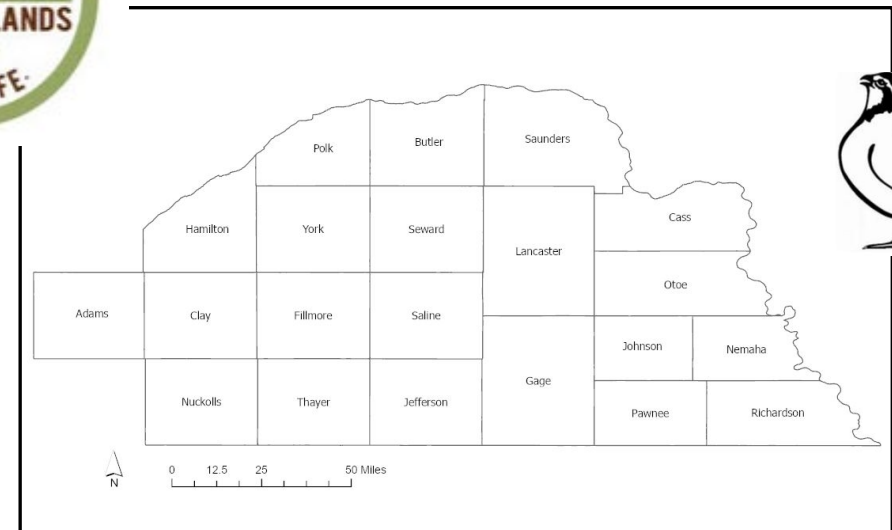 LANDS
FE.
Polk
Butler
Saunders
Hamilton
York
Seward
Lancaster
Cass
Otoe
Adams
Clay
Fillmore
Saline
Johnson
Nemaha
Gage
Nuckolls
Thayer
Jefferson
Pawnee
Richardson
N
0 12.5 25 50 Miles